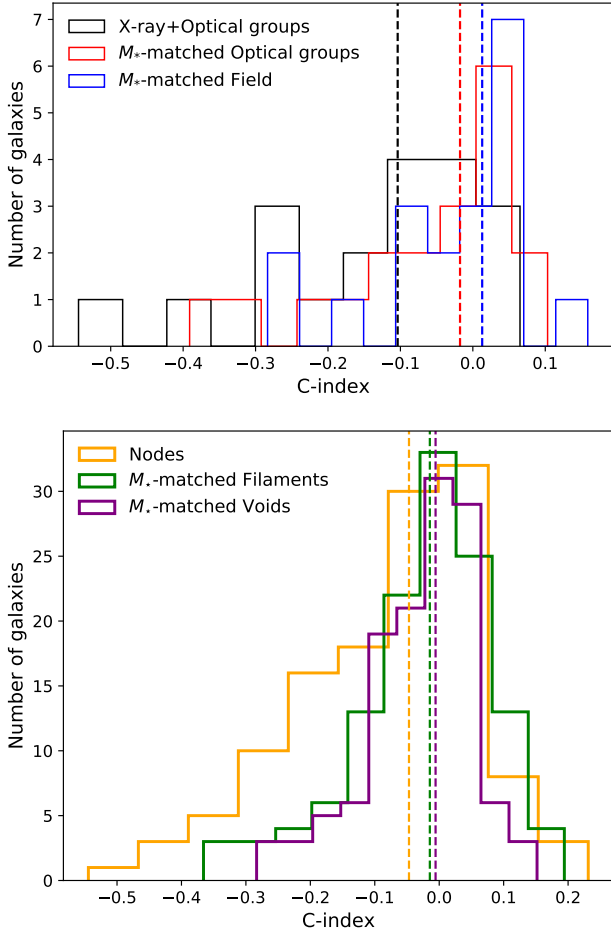 X-ray+Optical groups
M*-matched Optical groups
M*-matched Field
Number of galaxies
7
6
5
4
3
2
1
0
−0.5 −0.4 −0.3 −0.2 −0.1 0.0 0.1
C-index
Nodes
M⋆-matched Filaments
M⋆-matched Voids
Number of galaxies
30
25
20
15
10
5
0
−0.5 −0.4 −0.3 −0.2 −0.1 0.0 0.1 0.2
C-index